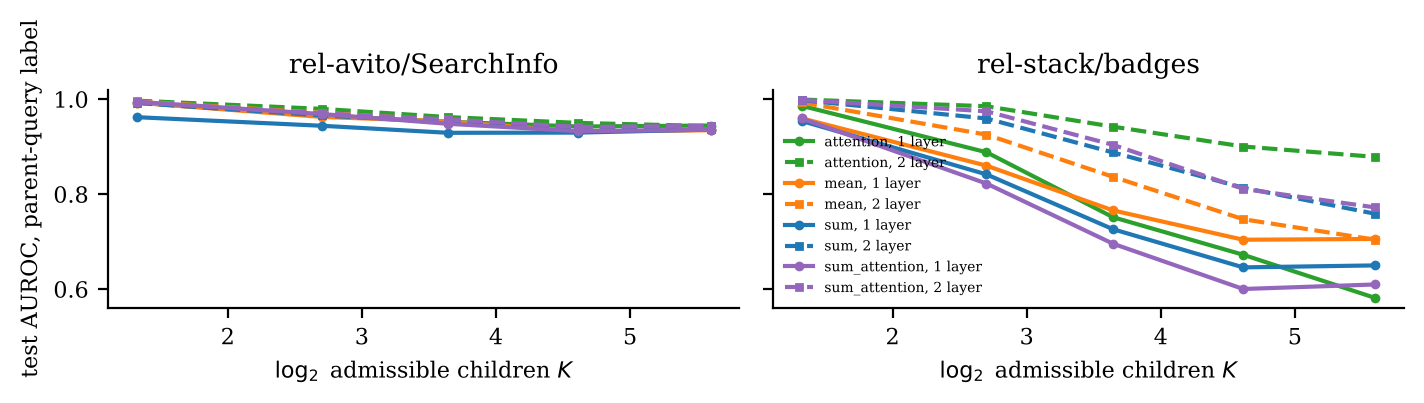 rel-avito/SearchInfo
test AUROC, parent-query label
1.0
0.8
0.6
2
3
4
5
log₂ admissible children K
rel-stack/badges
attention, 1 layer
attention, 2 layer
mean, 1 layer
mean, 2 layer
sum, 1 layer
sum, 2 layer
sum_attention, 1 layer
sum_attention, 2 layer
2
3
4
5
log₂ admissible children K